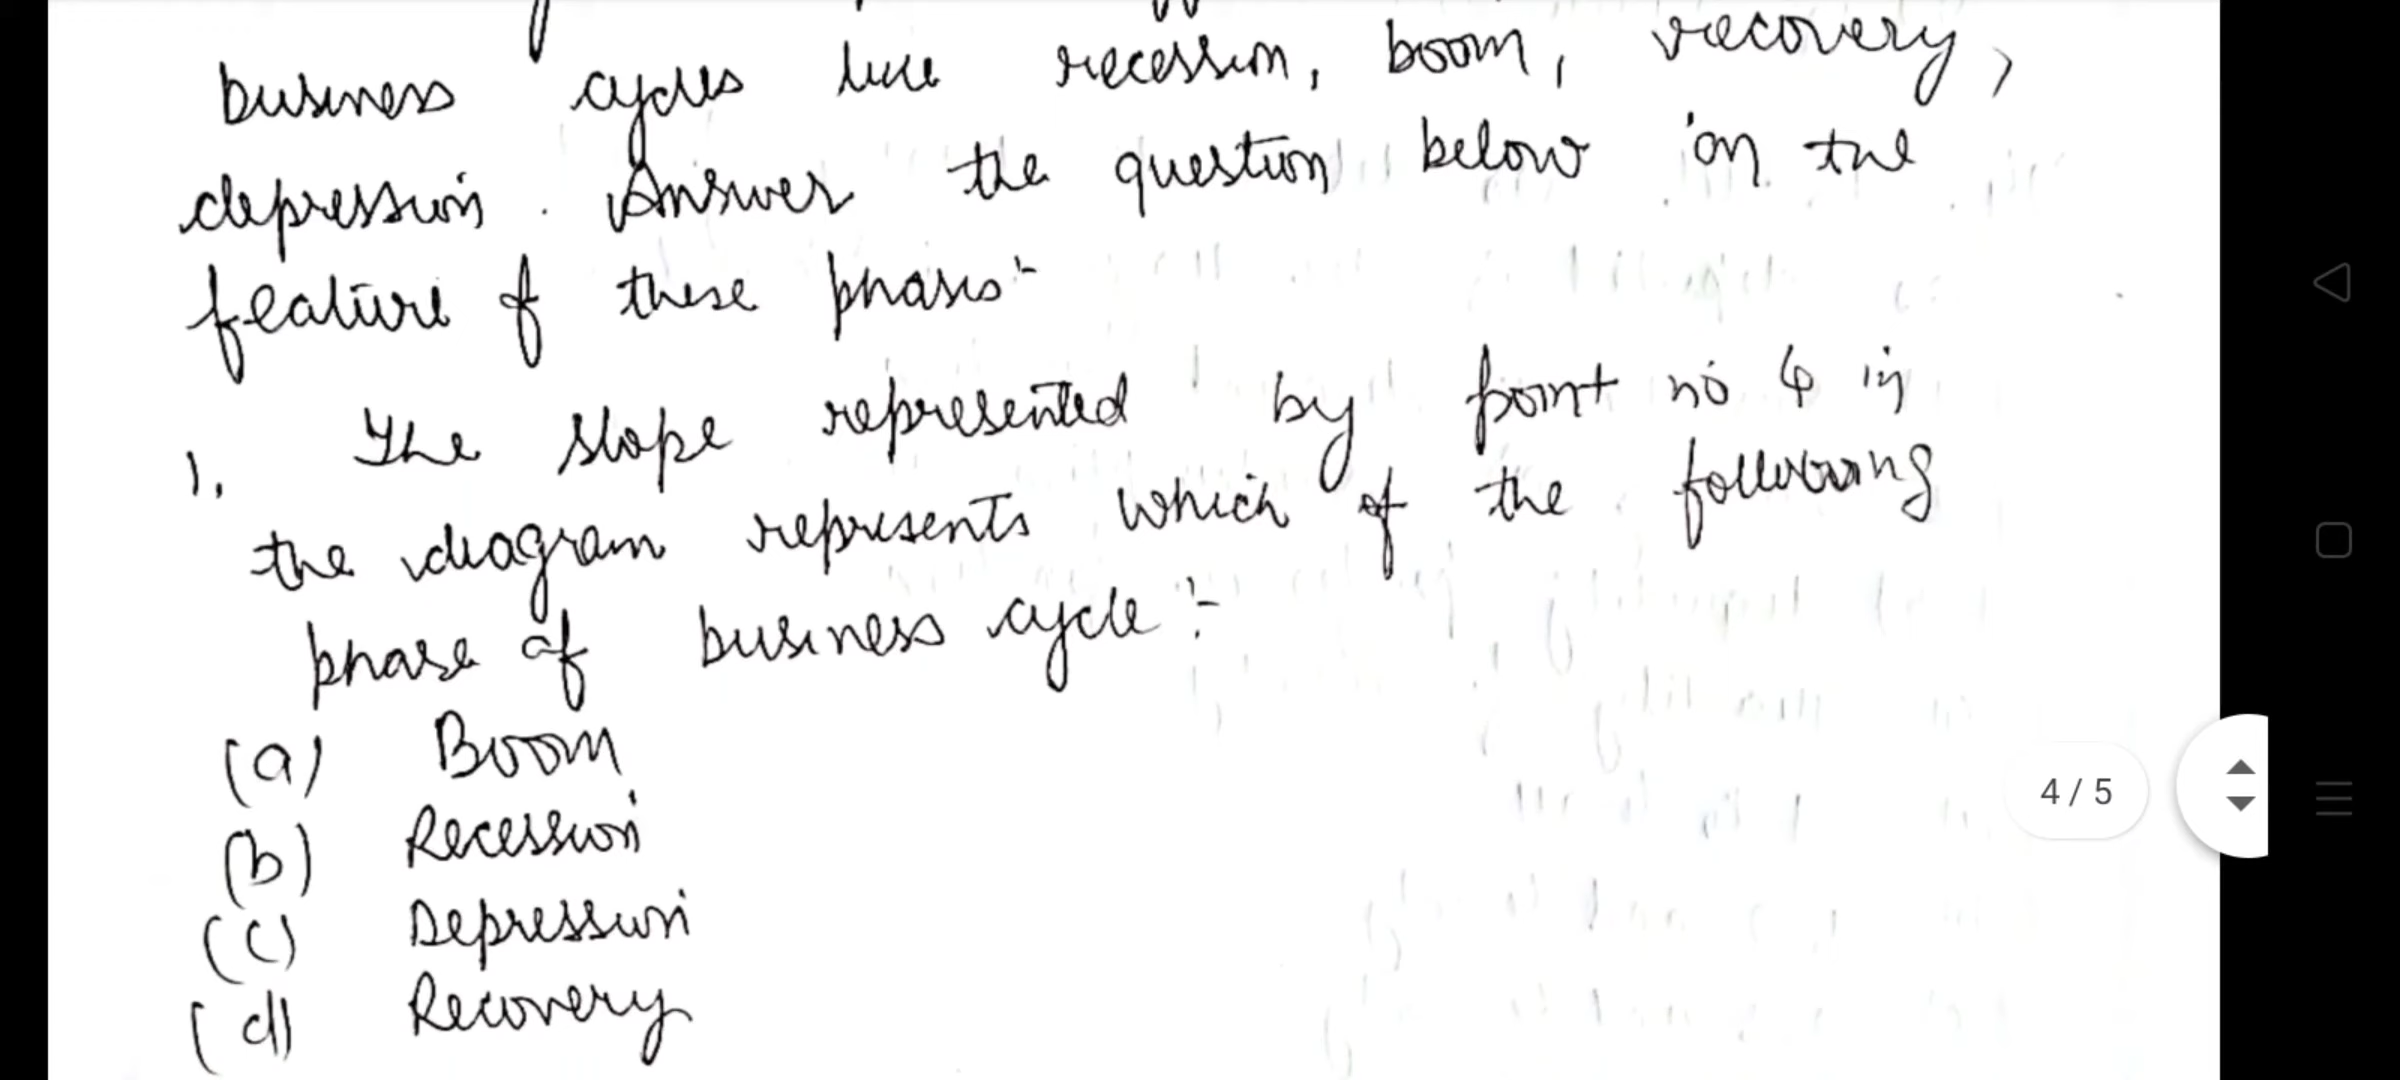 business cycles like recession, boom, recovery,
depression. Answer the question below on the
feature of these phases:-
1. The slope represented by point no 4 in
the diagram represents which of the following
phase of business cycle :-
(a) Boom
(b) Recession
(c) Depression
(d) Recovery
4 / 5